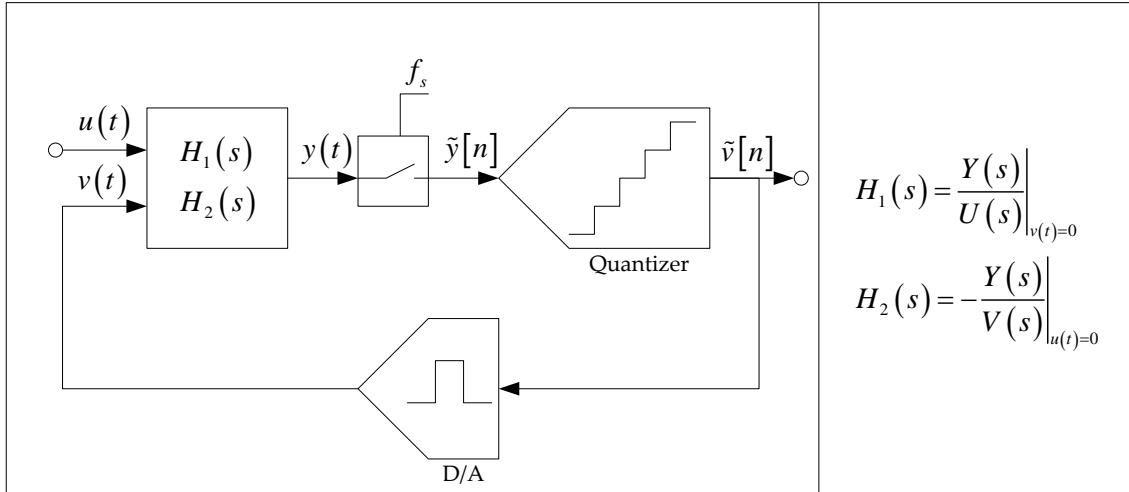 f_s
u(t)
H_1(s)
y(t)
ỹ[n]
ṽ[n]
v(t)
H_2(s)
Quantizer
D/A
H_1(s) = Y(s)/U(s)|_{v(t)=0}
H_2(s) = -Y(s)/V(s)|_{u(t)=0}